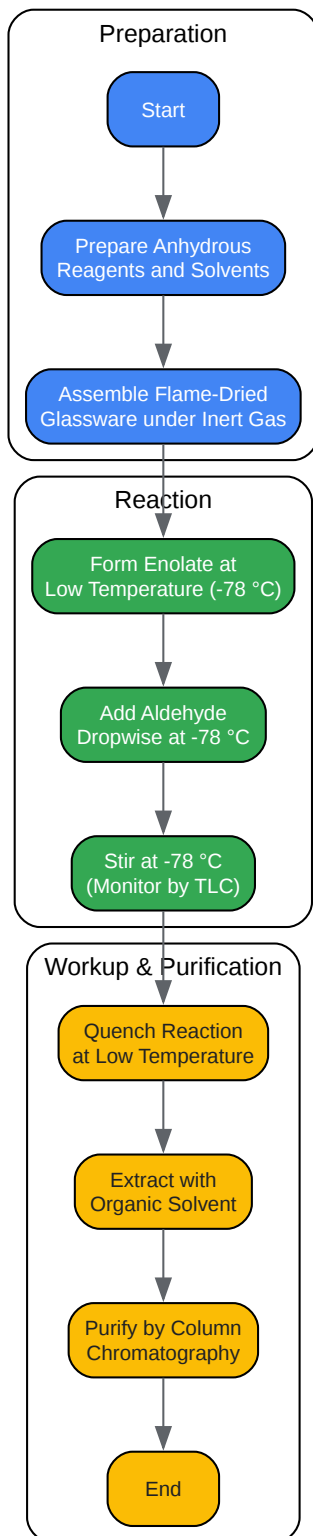 Preparation
Start
Prepare Anhydrous
Reagents and Solvents
Assemble Flame-Dried
Glassware under Inert Gas
Reaction
Form Enolate at
Low Temperature (-78 °C)
Add Aldehyde
Dropwise at -78 °C
Stir at -78 °C
(Monitor by TLC)
Workup & Purification
Quench Reaction
at Low Temperature
Extract with
Organic Solvent
Purify by Column
Chromatography
End